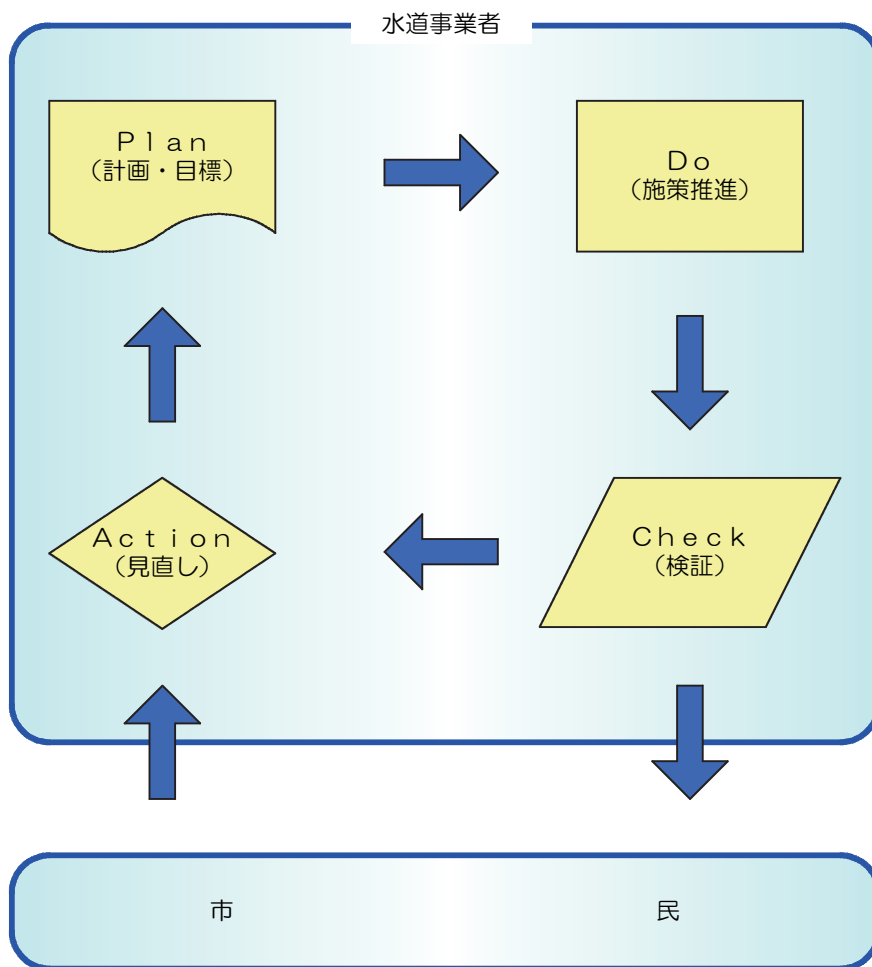 水道事業者
Ｐｌａｎ
（計画・目標）
Ｄｏ
（施策推進）
Ａｃｔｉｏｎ
（見直し）
Ｃｈｅｃｋ
（検証）
市　民